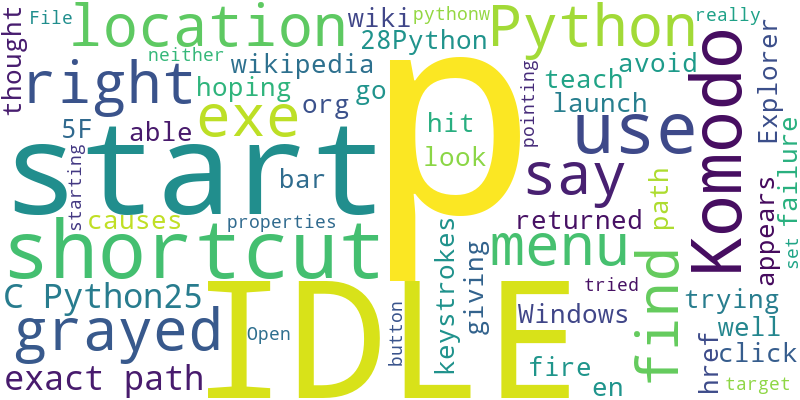 File
location
wiki
pythonw
really
28Python
Python
neither
wikipedia
thought
right
hoping
go
org
exe
5F
able
p
hit
look
pointing
teach
avoid
launch
use
Komodo
Explorer
start
starting
bar
say
causes
properties
returned
path
appears
failure
set
shortcut
keystrokes
giving
menu
find
tried
C Python25
grayed
Open
IDLE
button
Windows
trying
well
href
click
exact path
fire
en
target